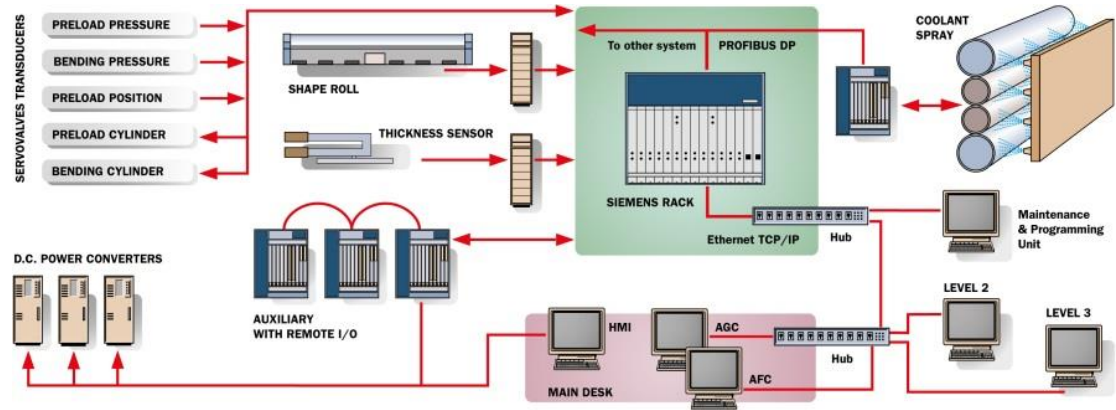 SERVOVALVES TRANSDUCERS
PRELOAD PRESSURE
BENDING PRESSURE
PRELOAD POSITION
PRELOAD CYLINDER
BENDING CYLINDER
SHAPE ROLL
THICKNESS SENSOR
To other system
PROFIBUS DP
SIEMENS RACK
Ethernet TCP/IP
Hub
COOLANT
SPRAY
Maintenance
& Programming
Unit
D.C. POWER CONVERTERS
AUXILIARY
WITH REMOTE I/O
HMI
AGC
AFC
MAIN DESK
Hub
LEVEL 2
LEVEL 3